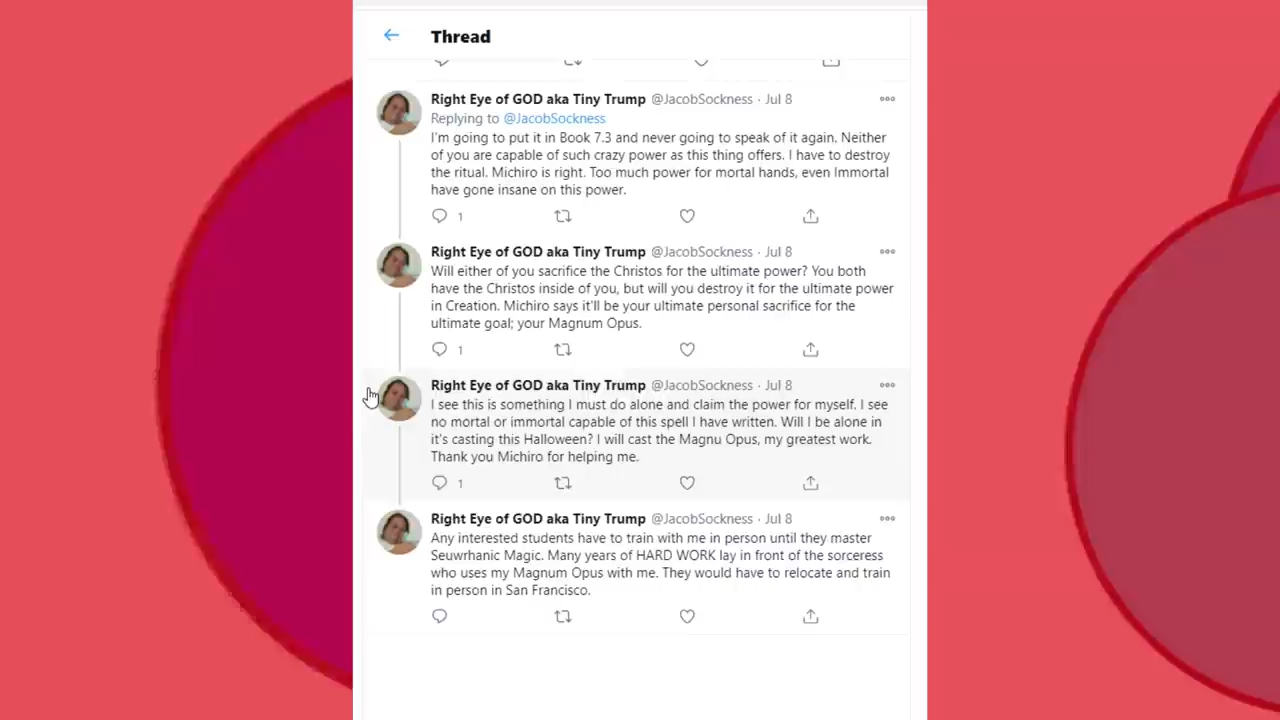 Thread
Right Eye of GOD aka Tiny Trump @JacobSockness · Jul 8
Replying to @JacobSockness
I'm going to put it in Book 7.3 and never going to speak of it again. Neither
of you are capable of such crazy power as this thing offers. I have to destroy
the ritual. Michiro is right. Too much power for mortal hands, even Immortal
have gone insane on this power.
1
Right Eye of GOD aka Tiny Trump @JacobSockness · Jul 8
Will either of you sacrifice the Christos for the ultimate power? You both
have the Christos inside of you, but will you destroy it for the ultimate power
in Creation. Michiro says it'll be your ultimate personal sacrifice for the
ultimate goal; your Magnum Opus.
1
Right Eye of GOD aka Tiny Trump @JacobSockness · Jul 8
I see this is something I must do alone and claim the power for myself. I see
no mortal or immortal capable of this spell I have written. Will I be alone in
it's casting this Halloween? I will cast the Magnu Opus, my greatest work.
Thank you Michiro for helping me.
1
Right Eye of GOD aka Tiny Trump @JacobSockness · Jul 8
Any interested students have to train with me in person until they master
Seuwrhanic Magic. Many years of HARD WORK lay in front of the sorceress
who uses my Magnum Opus with me. They would have to relocate and train
in person in San Francisco.